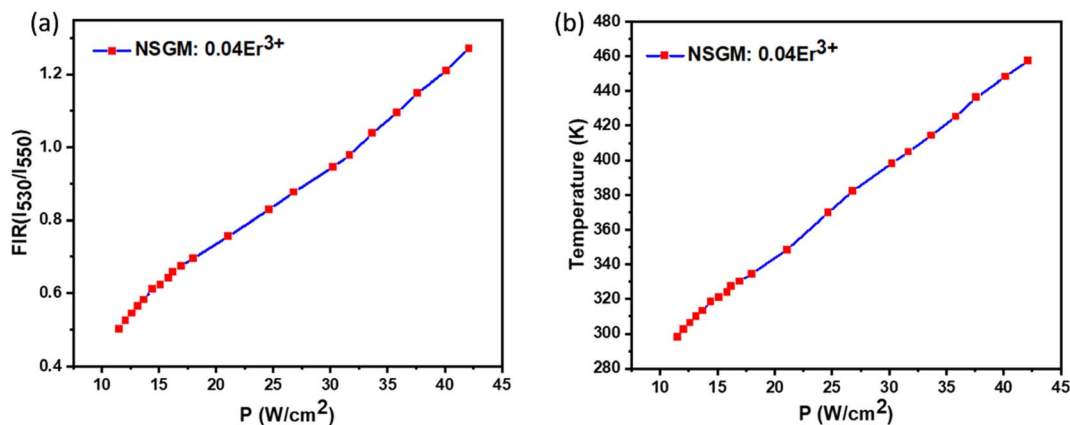 (a)
NSGM: 0.04Er3+
FIR(I530/I550)
1.2
1.0
0.8
0.6
0.4
10 15 20 25 30 35 40 45
P (W/cm2)
(b)
NSGM: 0.04Er3+
Temperature (K)
480
460
440
420
400
380
360
340
320
300
280
10 15 20 25 30 35 40 45
P (W/cm2)